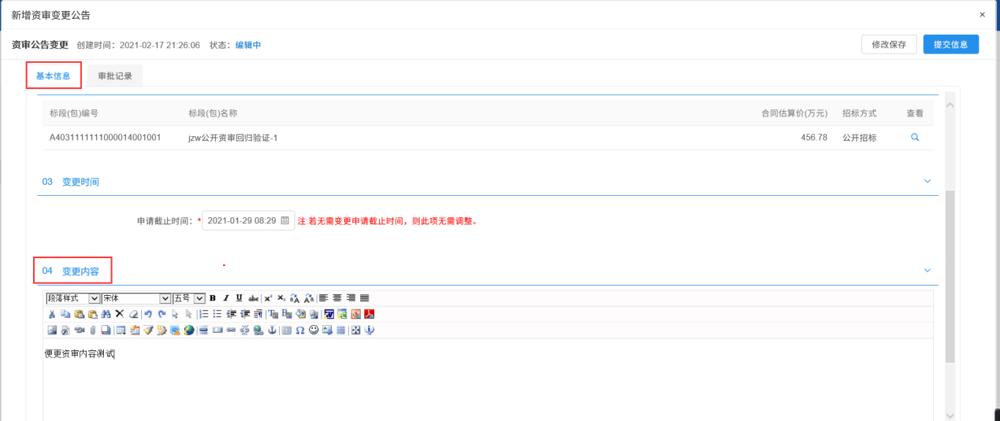 新增资审变更公告
×
资审公告变更 创建时间：2021-02-17 21:26:06 状态：编辑中 修改保存 提交信息
基本信息 审批记录
标段(包)编号 标段(包)名称 合同估算价(万元) 招标方式 查看
A4031111111000014001001 jzw公开资审回归验证-1 456.78 公开招标
03 变更时间
申请截止时间：* 2021-01-29 08:29 注:若无需变更申请截止时间，则此项无需调整。
04 变更内容
段落样式 宋体 五号 B I U abc x² x₂ aA Aa
便更资审内容测试